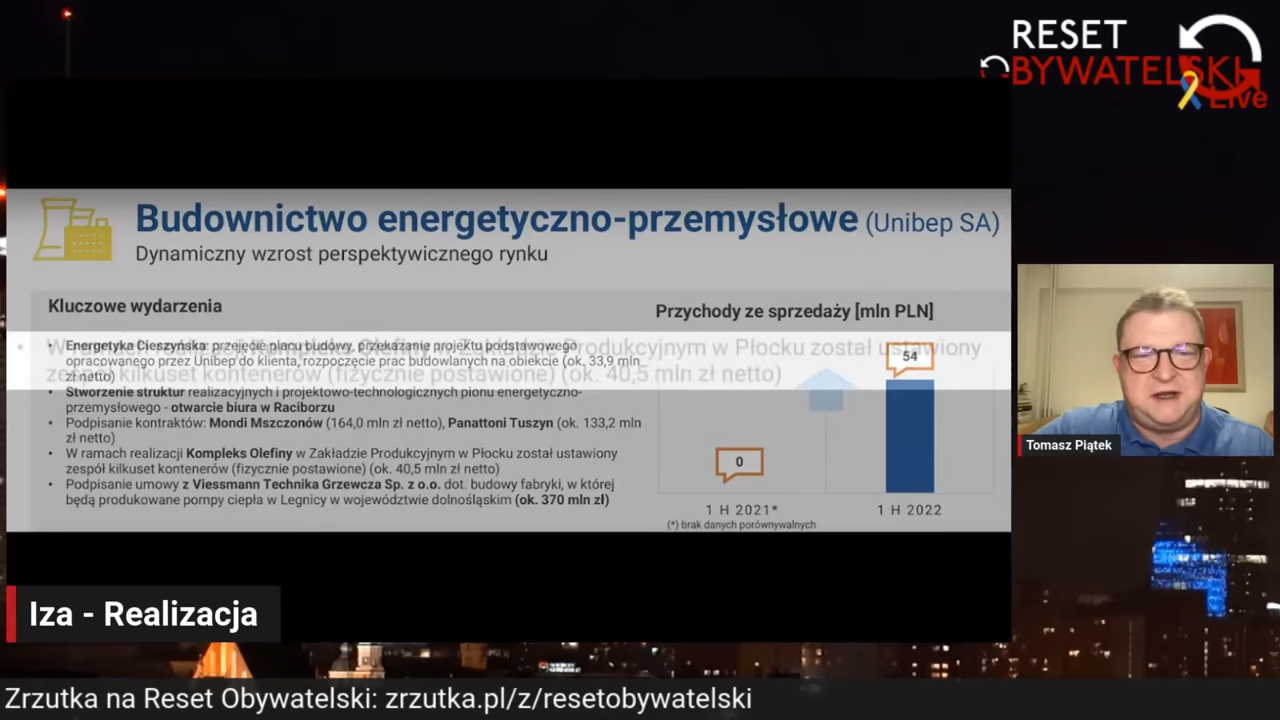 RESET
OBYWATELSKI
Live
Budownictwo energetyczno-przemysłowe (Unibep SA)
Dynamiczny wzrost perspektywicznego rynku
Kluczowe wydarzenia
• Energetyka Cieszyńska: przejęcie placu budowy, przekazanie projektu podstawowego
opracowanego przez Unibep do klienta, rozpoczęcie prac budowlanych na obiekcie (ok. 33,9 mln
zł netto)
produkcyjnym w Płocku został ustawiony
zespół kilkuset kontenerów (fizycznie postawione) (ok. 40,5 mln zł netto)
• Stworzenie struktur realizacyjnych i projektowo-technologicznych pionu energetyczno-
przemysłowego - otwarcie biura w Raciborzu
• Podpisanie kontraktów: Mondi Mszczonów (164,0 mln zł netto), Panattoni Tuszyn (ok. 133,2 mln
zł netto)
• W ramach realizacji Kompleks Olefiny w Zakładzie Produkcyjnym w Płocku został ustawiony
zespół kilkuset kontenerów (fizycznie postawione) (ok. 40,5 mln zł netto)
• Podpisanie umowy z Viessmann Technika Grzewcza Sp. z o.o. dot. budowy fabryki, w której
będą produkowane pompy ciepła w Legnicy w województwie dolnośląskim (ok. 370 mln zł)
Przychody ze sprzedaży [mln PLN]
54
0
1 H 2021*
1 H 2022
(*) brak danych porównywalnych
Tomasz Piątek
Iza - Realizacja
Zrzutka na Reset Obywatelski: zrzutka.pl/z/resetobywatelski